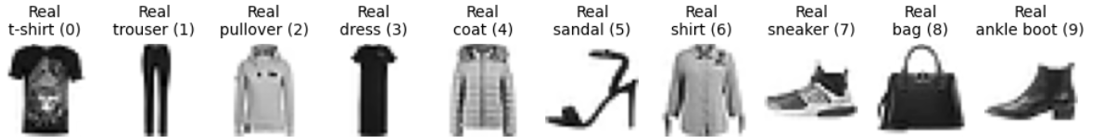 Real
t-shirt (0)
Real
trouser (1)
Real
pullover (2)
Real
dress (3)
Real
coat (4)
Real
sandal (5)
Real
shirt (6)
Real
sneaker (7)
Real
bag (8)
Real
ankle boot (9)